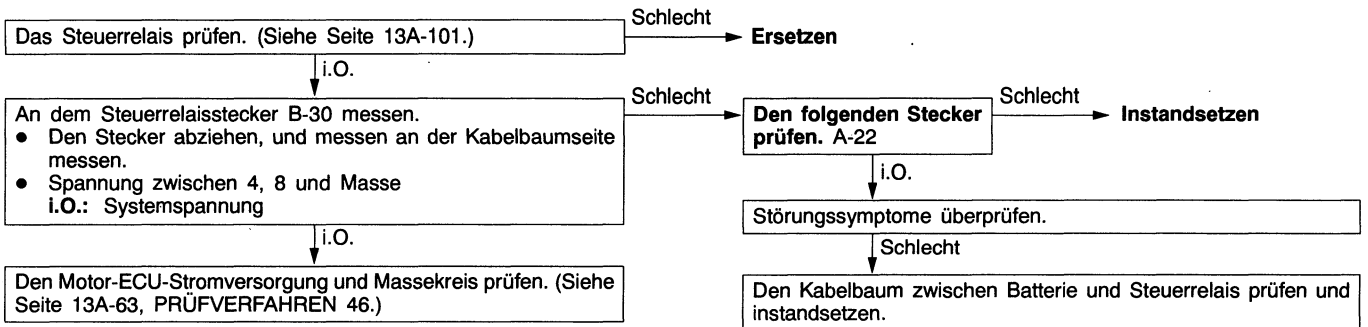 Das Steuerrelais prüfen. (Siehe Seite 13A-101.)
Schlecht
Ersetzen
i.O.
An dem Steuerrelaisstecker B-30 messen.
● Den Stecker abziehen, und messen an der Kabelbaumseite
messen.
● Spannung zwischen 4, 8 und Masse
i.O.: Systemspannung
Schlecht
Den folgenden Stecker
prüfen. A-22
Schlecht
Instandsetzen
i.O.
Störungssymptome überprüfen.
Schlecht
Den Kabelbaum zwischen Batterie und Steuerrelais prüfen und
instandsetzen.
i.O.
Den Motor-ECU-Stromversorgung und Massekreis prüfen. (Siehe
Seite 13A-63, PRÜFVERFAHREN 46.)